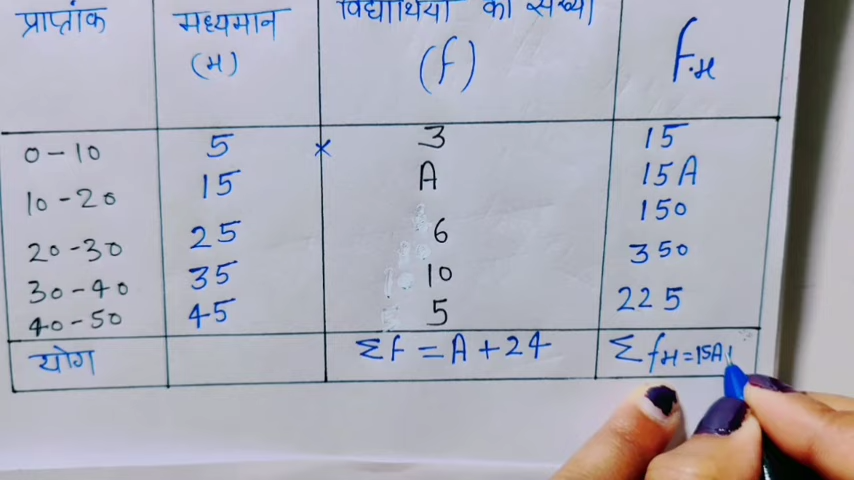 प्राप्तांक मध्यमान विद्यार्थियों की संख्या
(म) (f) f.म
0-10 5 × 3 15
10-20 15 A 15A
20-30 25 6 150
30-40 35 10 350
40-50 45 5 225
योग Σf = A + 24 Σfम = 15A